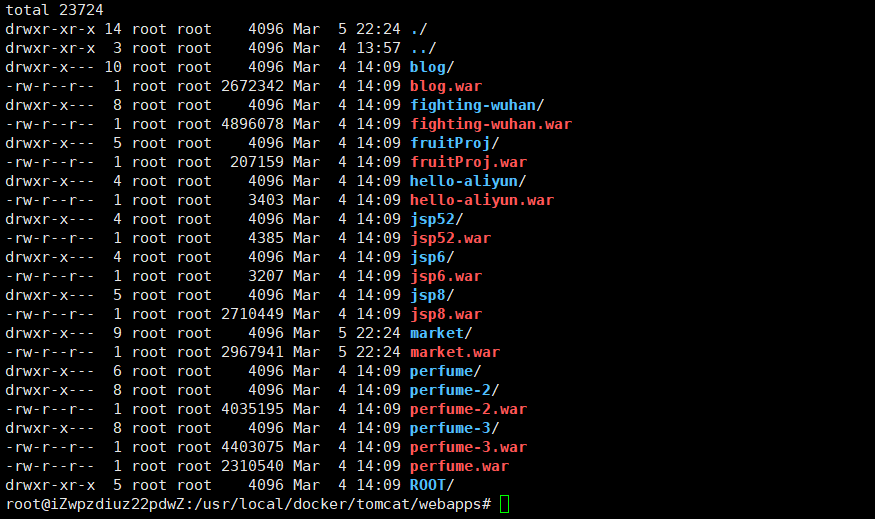 total 23724
drwxr-xr-x 14 root root    4096 Mar  5 22:24 ./
drwxr-xr-x  3 root root    4096 Mar  4 13:57 ../
drwxr-x--- 10 root root    4096 Mar  4 14:09 blog/
-rw-r--r--  1 root root 2672342 Mar  4 14:09 blog.war
drwxr-x---  8 root root    4096 Mar  4 14:09 fighting-wuhan/
-rw-r--r--  1 root root 4896078 Mar  4 14:09 fighting-wuhan.war
drwxr-x---  5 root root    4096 Mar  4 14:09 fruitProj/
-rw-r--r--  1 root root  207159 Mar  4 14:09 fruitProj.war
drwxr-x---  4 root root    4096 Mar  4 14:09 hello-aliyun/
-rw-r--r--  1 root root    3403 Mar  4 14:09 hello-aliyun.war
drwxr-x---  4 root root    4096 Mar  4 14:09 jsp52/
-rw-r--r--  1 root root    4385 Mar  4 14:09 jsp52.war
drwxr-x---  4 root root    4096 Mar  4 14:09 jsp6/
-rw-r--r--  1 root root    3207 Mar  4 14:09 jsp6.war
drwxr-x---  5 root root    4096 Mar  4 14:09 jsp8/
-rw-r--r--  1 root root 2710449 Mar  4 14:09 jsp8.war
drwxr-x---  9 root root    4096 Mar  5 22:24 market/
-rw-r--r--  1 root root 2967941 Mar  5 22:24 market.war
drwxr-x---  6 root root    4096 Mar  4 14:09 perfume/
drwxr-x---  8 root root    4096 Mar  4 14:09 perfume-2/
-rw-r--r--  1 root root 4035195 Mar  4 14:09 perfume-2.war
drwxr-x---  8 root root    4096 Mar  4 14:09 perfume-3/
-rw-r--r--  1 root root 4403075 Mar  4 14:09 perfume-3.war
-rw-r--r--  1 root root 2310540 Mar  4 14:09 perfume.war
drwxr-xr-x  5 root root    4096 Mar  4 14:09 ROOT/
root@iZwpzdiuz22pdwZ:/usr/local/docker/tomcat/webapps#